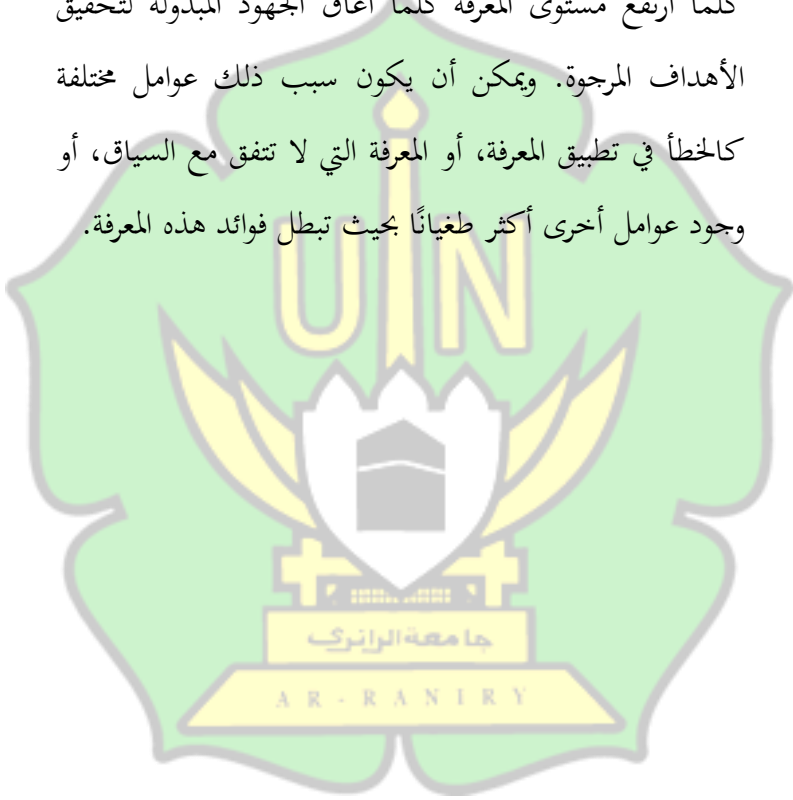 كلما ارتفع مستوى المعرفة كلما أعاق الجهود المبذولة لتحقيق
الأهداف المرجوة. ويمكن أن يكون سبب ذلك عوامل مختلفة
كالخطأ في تطبيق المعرفة، أو المعرفة التي لا تتفق مع السياق، أو
وجود عوامل أخرى أكثر طغيانًا بحيث تبطل فوائد هذه المعرفة.
UIN
جامعة الرانري
AR-RANIRY